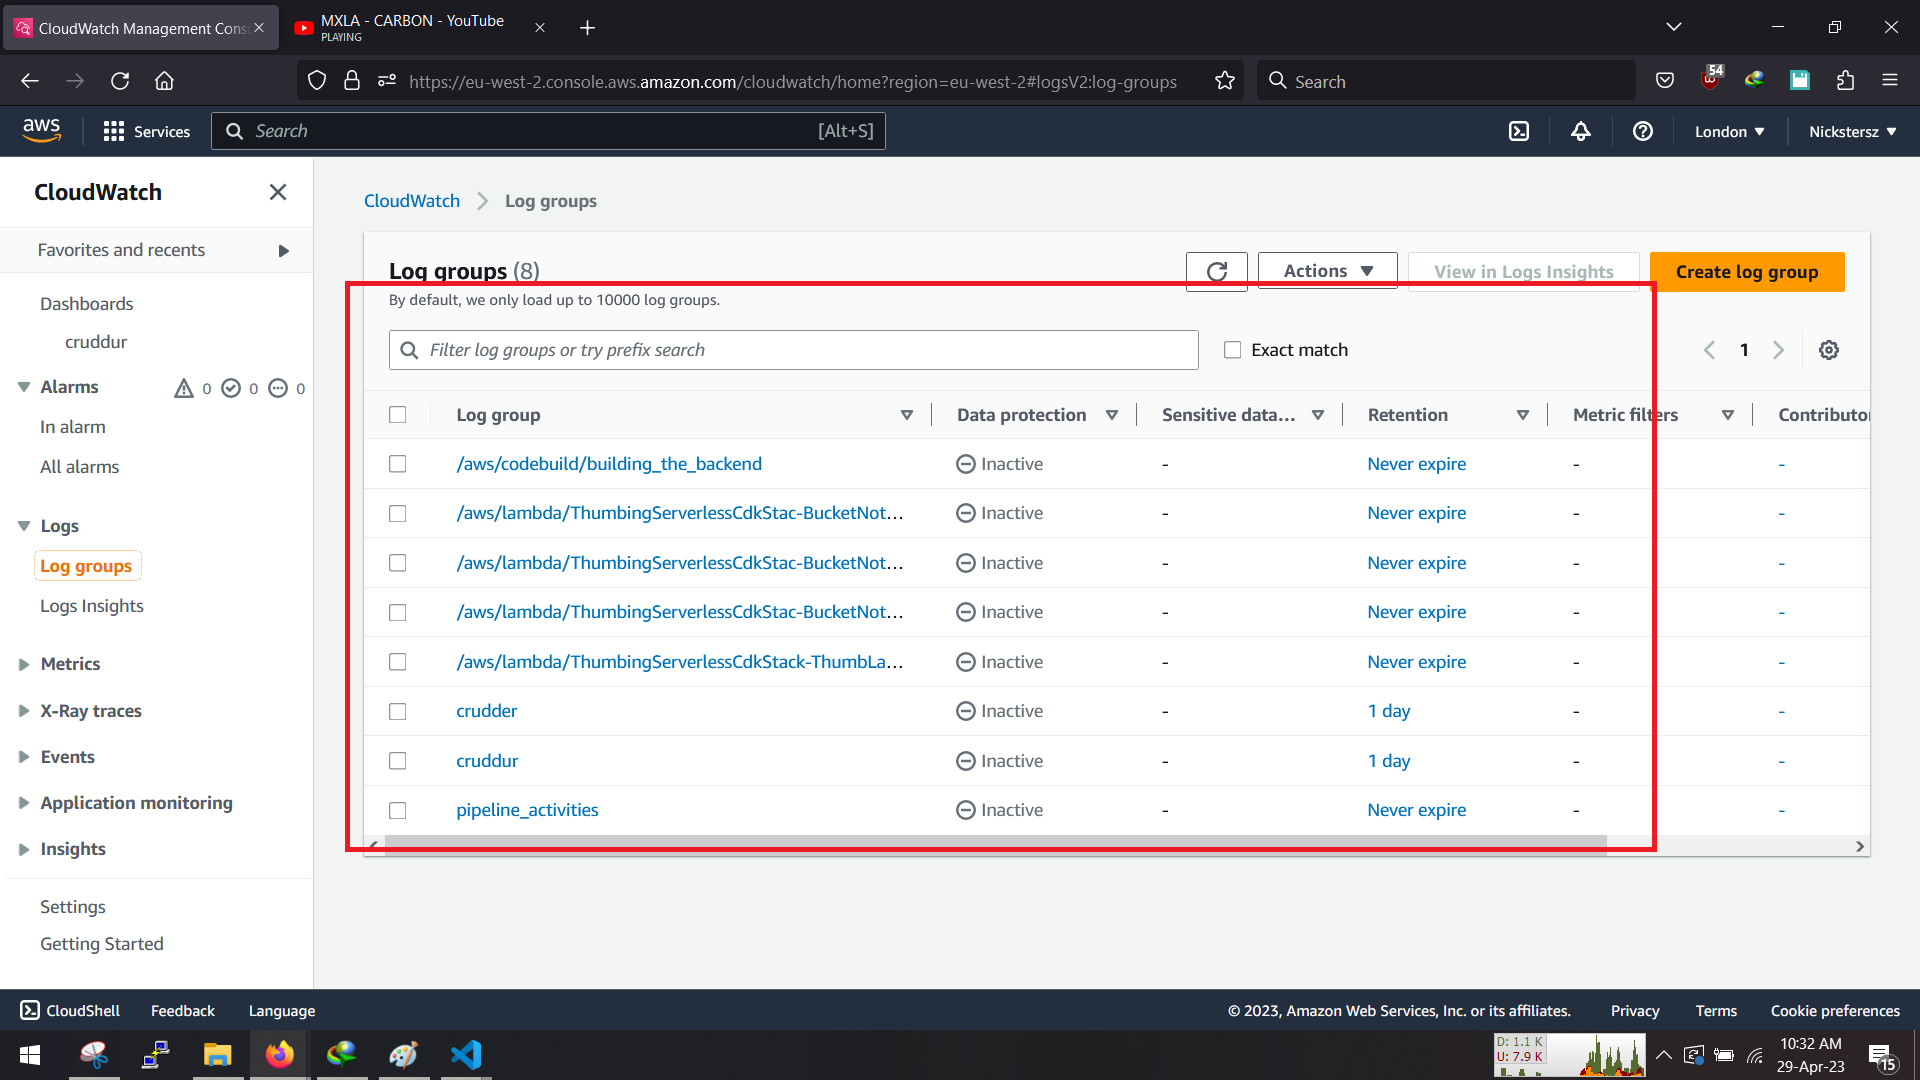 CloudWatch Management Cons
MXLA - CARBON - YouTube
PLAYING
https://eu-west-2.console.aws.amazon.com/cloudwatch/home?region=eu-west-2#logsV2:log-groups
Search
54
aws
Services
Search
[Alt+S]
London
Nickstersz
CloudWatch
Favorites and recents
Dashboards
cruddur
Alarms 0 0 0
In alarm
All alarms
Logs
Log groups
Logs Insights
Metrics
X-Ray traces
Events
Application monitoring
Insights
Settings
Getting Started
CloudWatch > Log groups
Log groups (8)
By default, we only load up to 10000 log groups.
Actions
View in Logs Insights
Create log group
Filter log groups or try prefix search
Exact match
1
Log group Data protection Sensitive data... Retention Metric filters Contributor
/aws/codebuild/building_the_backend Inactive - Never expire - -
/aws/lambda/ThumbingServerlessCdkStac-BucketNot... Inactive - Never expire - -
/aws/lambda/ThumbingServerlessCdkStac-BucketNot... Inactive - Never expire - -
/aws/lambda/ThumbingServerlessCdkStac-BucketNot... Inactive - Never expire - -
/aws/lambda/ThumbingServerlessCdkStack-ThumbLa... Inactive - Never expire - -
crudder Inactive - 1 day - -
cruddur Inactive - 1 day - -
pipeline_activities Inactive - Never expire - -
CloudShell Feedback Language
© 2023, Amazon Web Services, Inc. or its affiliates. Privacy Terms Cookie preferences
D: 1.1 K
U: 7.9 K
10:32 AM
29-Apr-23
15